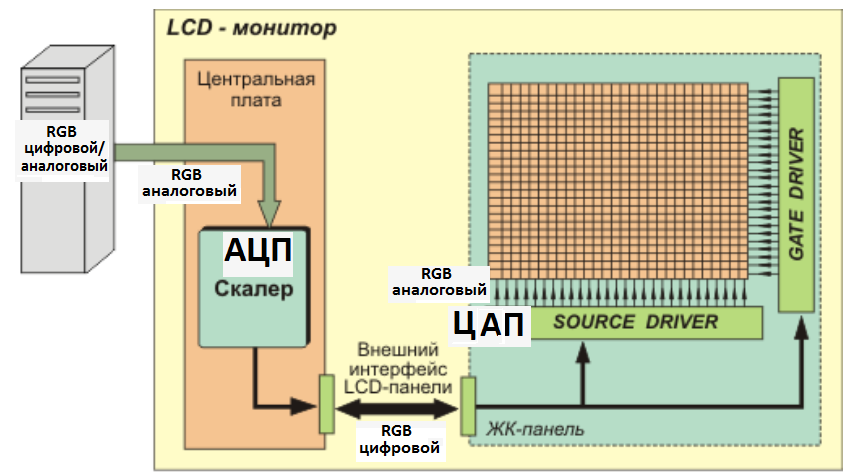 LCD - монитор
Центральная
плата
RGB
цифровой/
аналоговый
RGB
аналоговый
АЦП
Скалер
RGB
аналоговый
ЦАП
SOURCE DRIVER
GATE DRIVER
Внешний
интерфейс
LCD-панели
RGB
цифровой
ЖК-панель